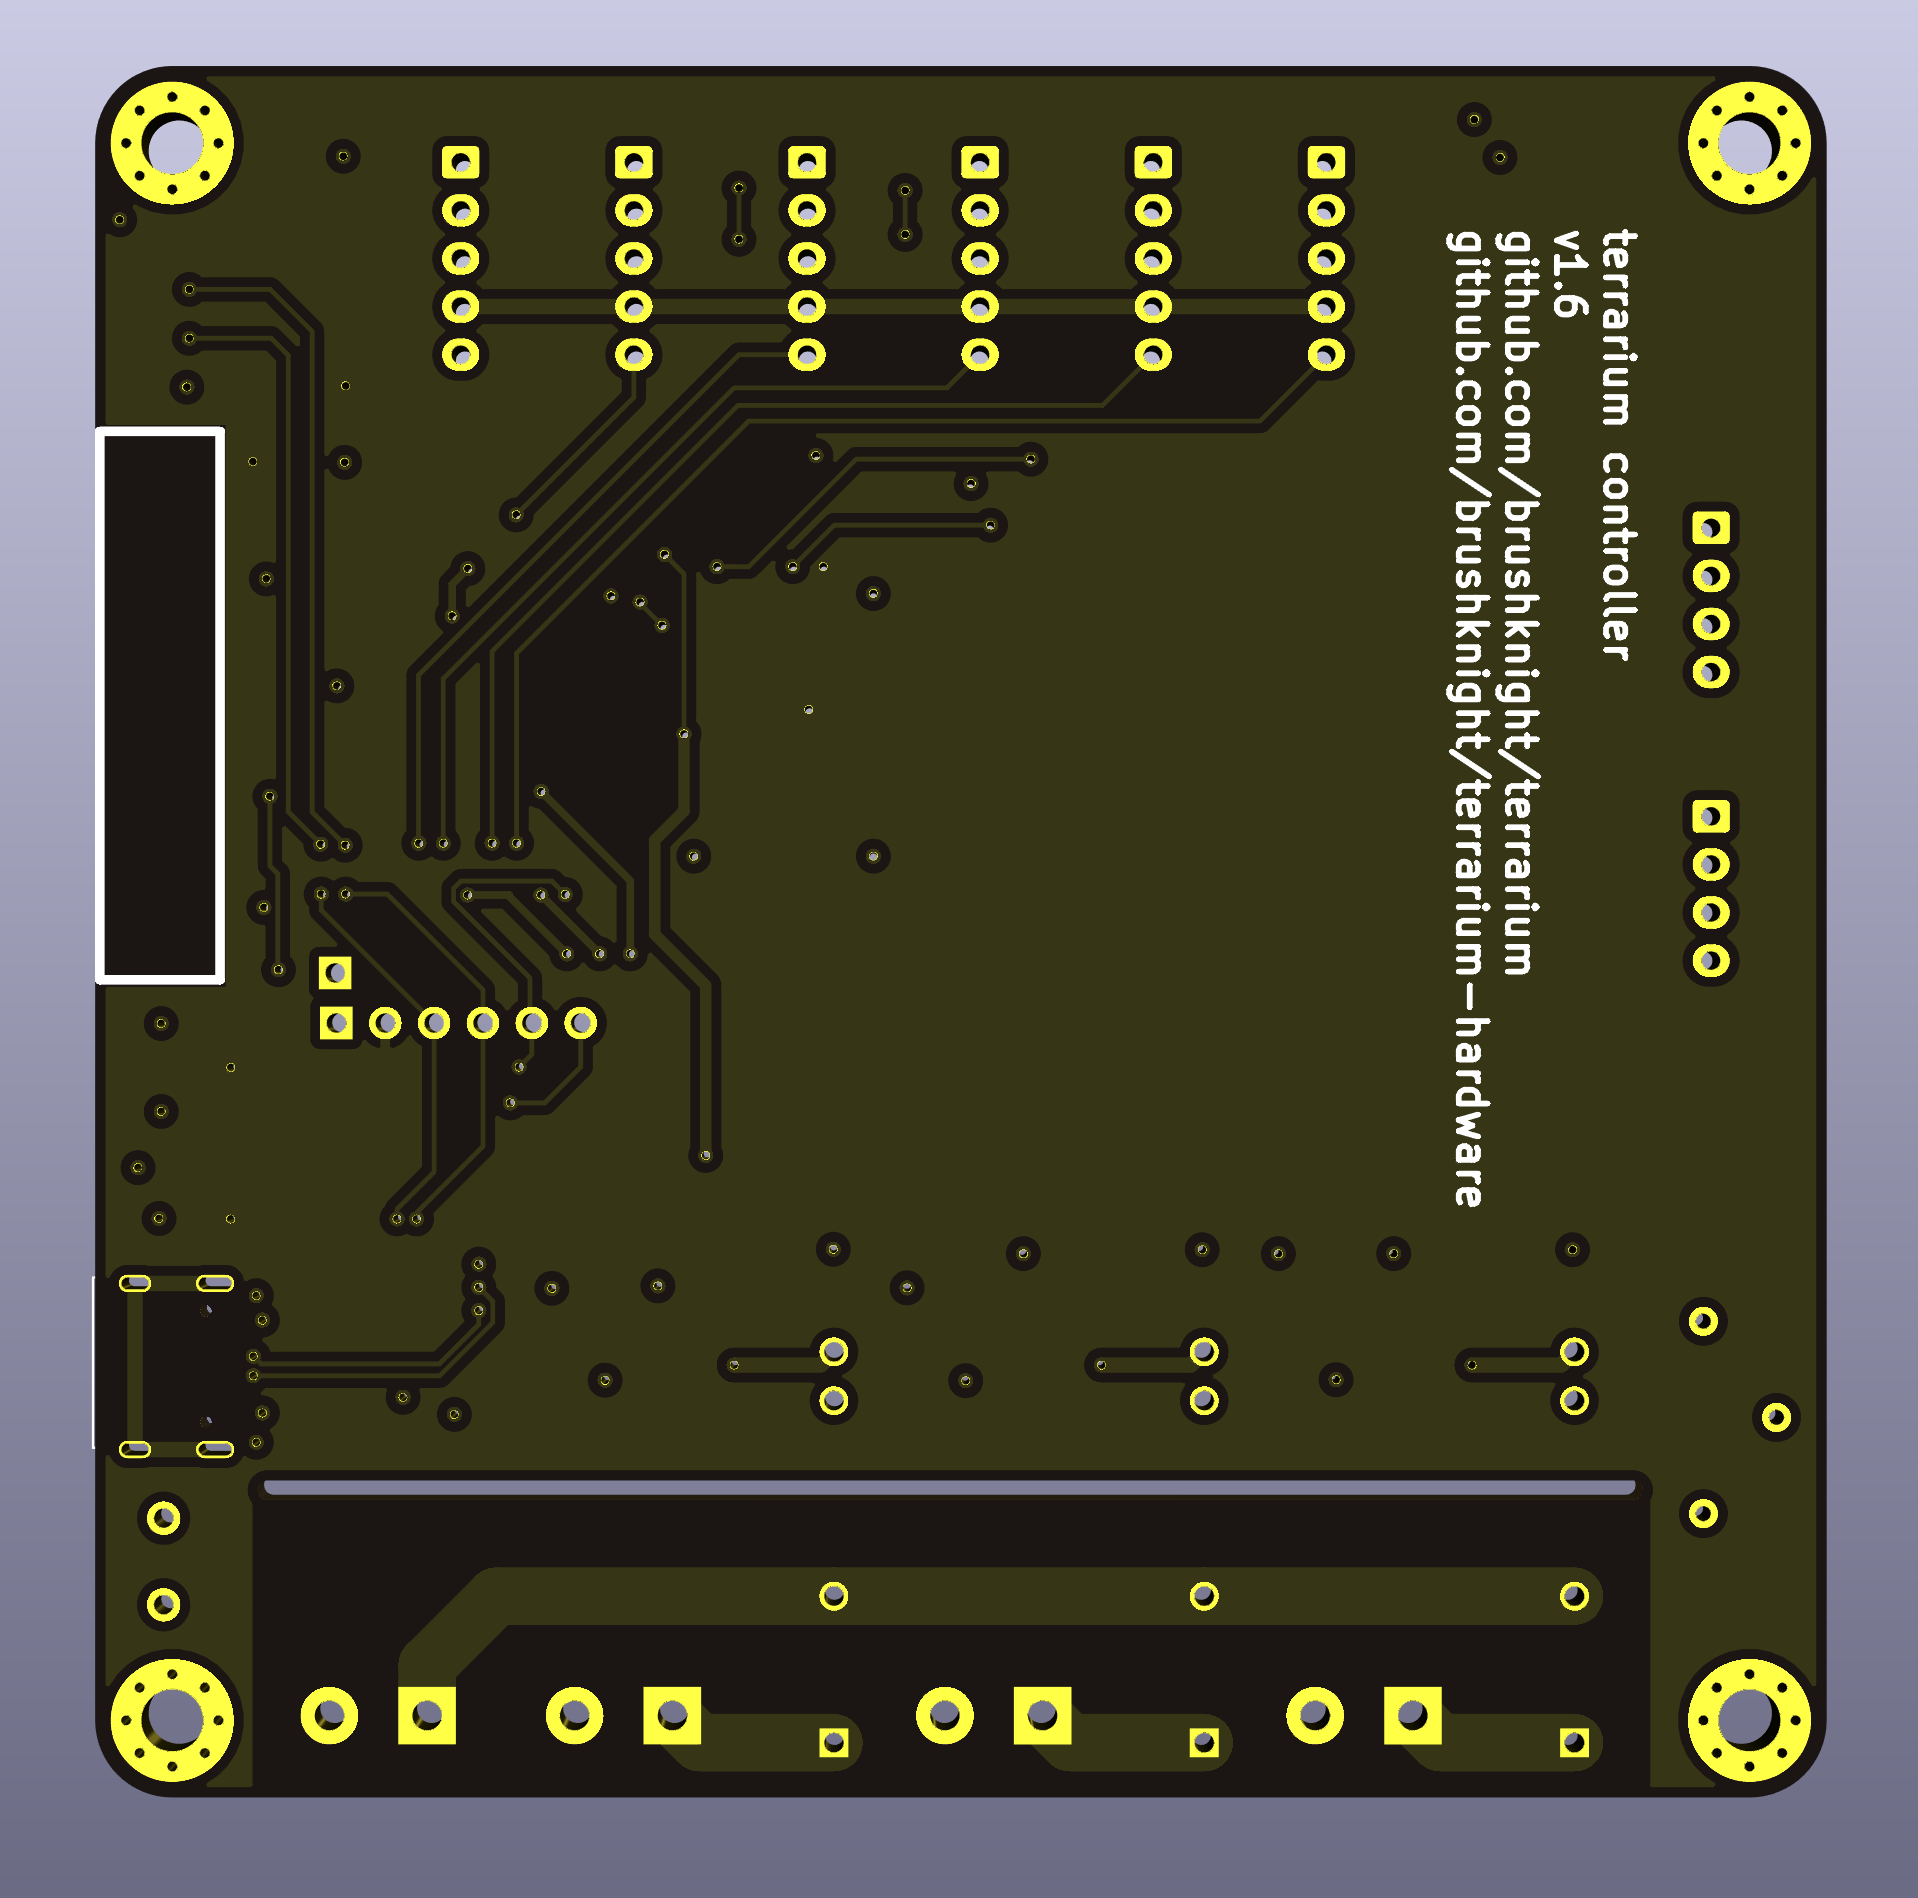 terrarium controller
v1.6
github.com/brushknight/terrarium
github.com/brushknight/terrarium-hardware